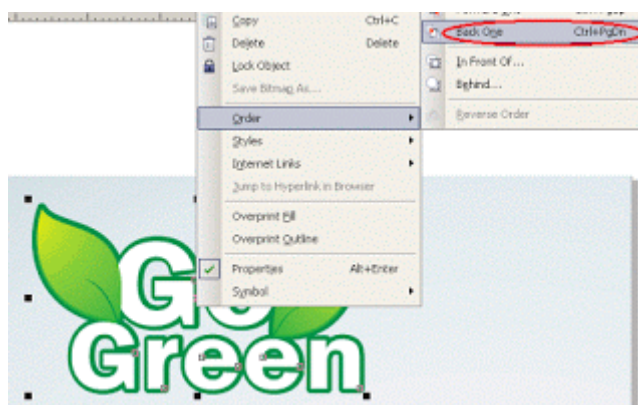 Copy Ctrl+C
Delete Delete
Lock Object
Save Bitmap As...
Order
Styles
Internet Links
Jump to Hyperlink in Browser
Overprint Fill
Overprint Outline
Properties Alt+Enter
Symbol
Back One Ctrl+PgDn
In Front Of...
Behind...
Reverse Order
Go
Green